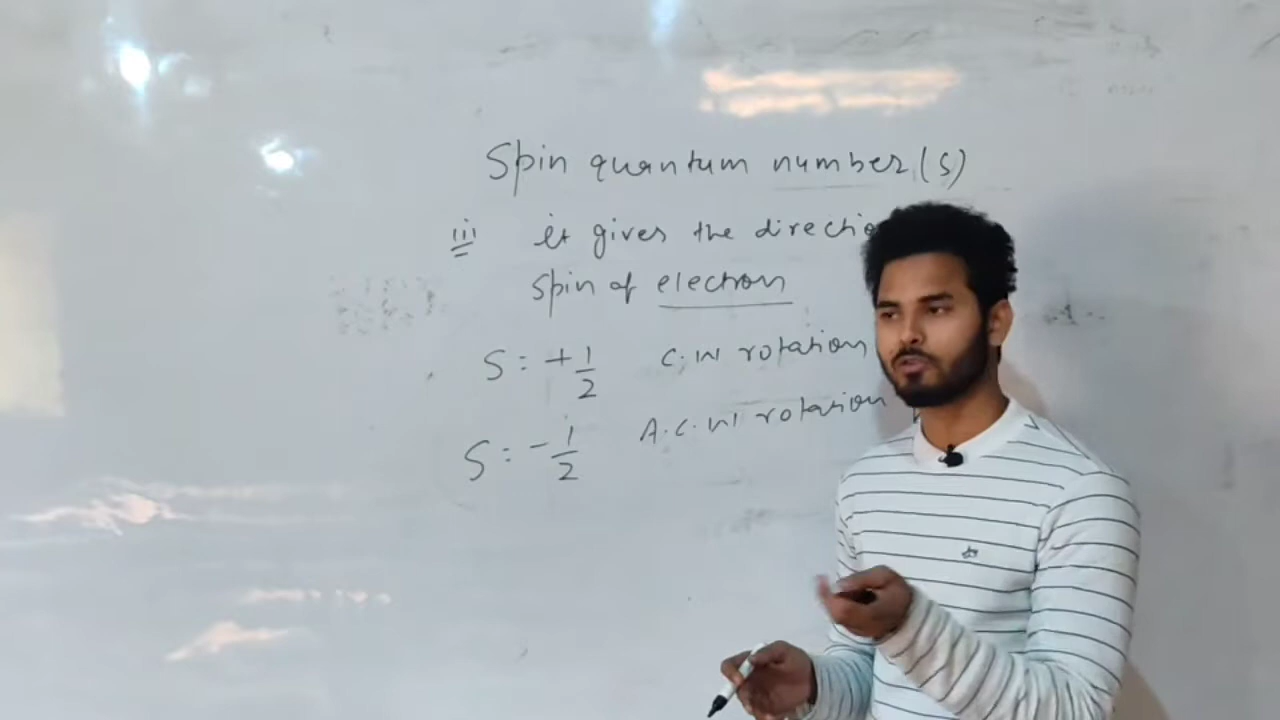 Spin quantum number (s)
iii it gives the directio
spin of electron
S = + 1/2 C.W rotation
S = - 1/2 A.C.W rotation